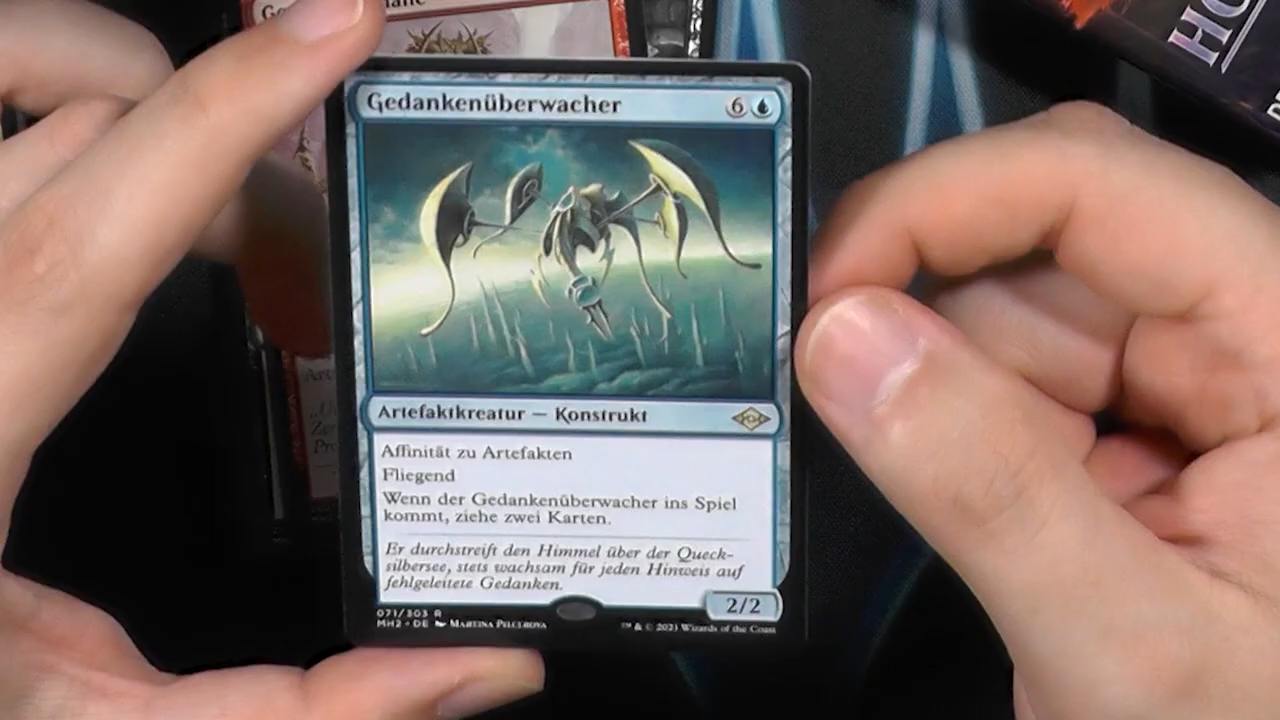 Gedankenüberwacher
6
Artefaktkreatur — Konstrukt
Affinität zu Artefakten
Fliegend
Wenn der Gedankenüberwacher ins Spiel
kommt, ziehe zwei Karten.
Er durchstreift den Himmel über der Queck-
silbersee, stets wachsam für jeden Hinweis auf
fehlgeleitete Gedanken.
2/2
071/303 R
MH2 • DE Martina Pilcerova
™ & © 2021 Wizards of the Coast